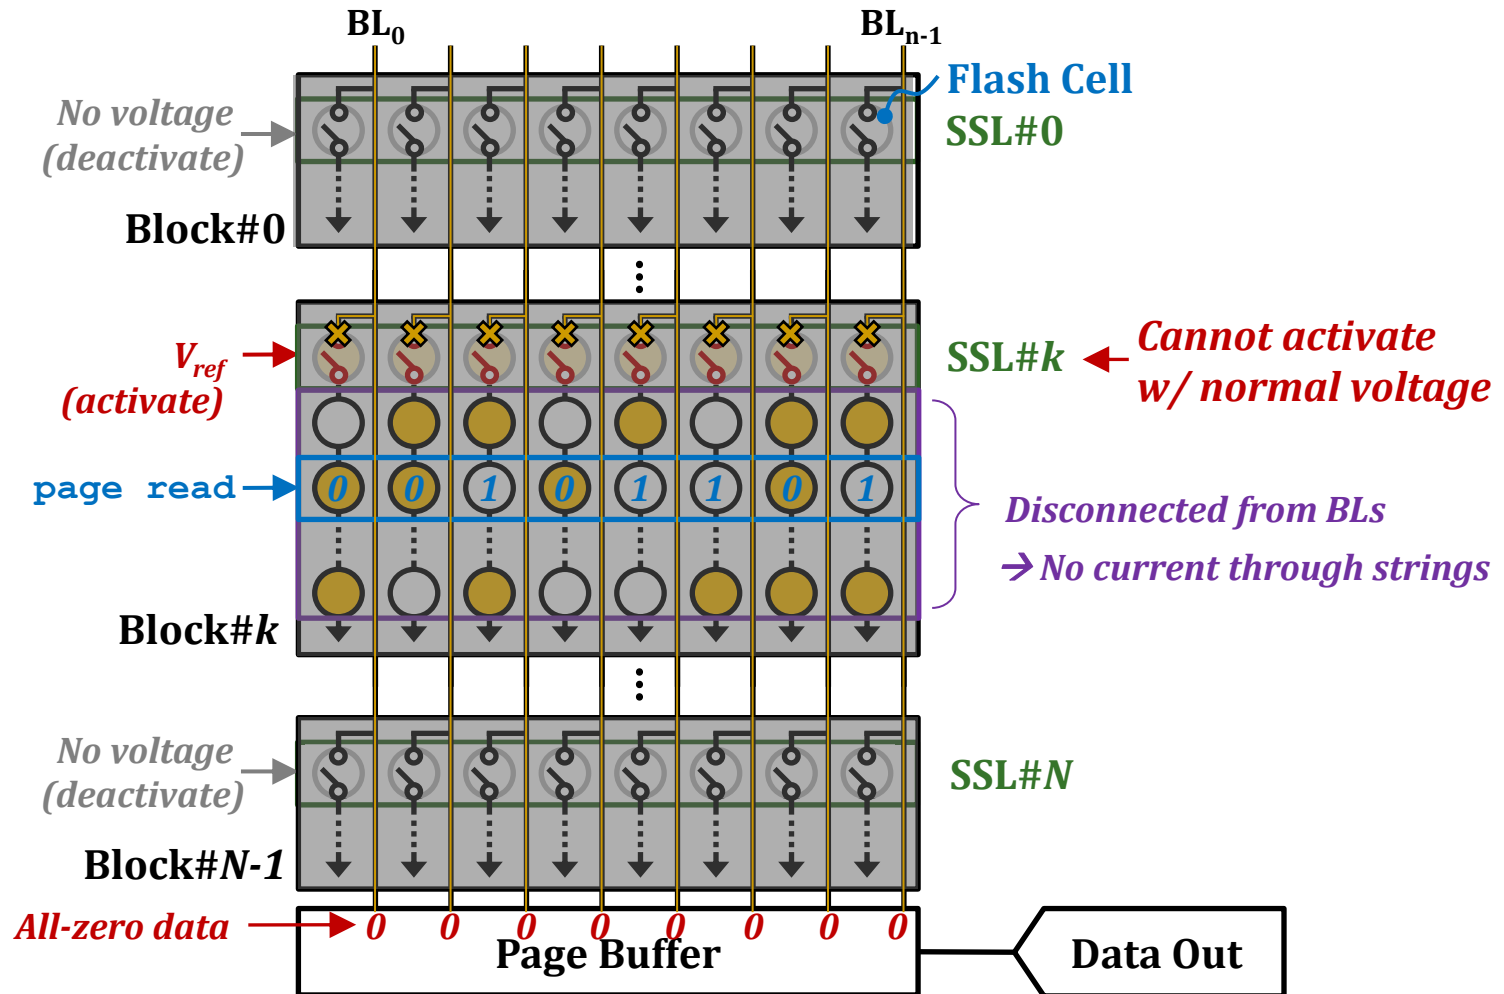 BL0
BLn-1
Flash Cell
No voltage
(deactivate)
SSL#0
Block#0
⋮
Vref
(activate)
SSL#k
Cannot activate
w/ normal voltage
page read
0 0 1 0 1 1 0 1
Disconnected from BLs
→ No current through strings
Block#k
⋮
No voltage
(deactivate)
SSL#N
Block#N-1
All-zero data
0 0 0 0 0 0 0 0
Page Buffer
Data Out